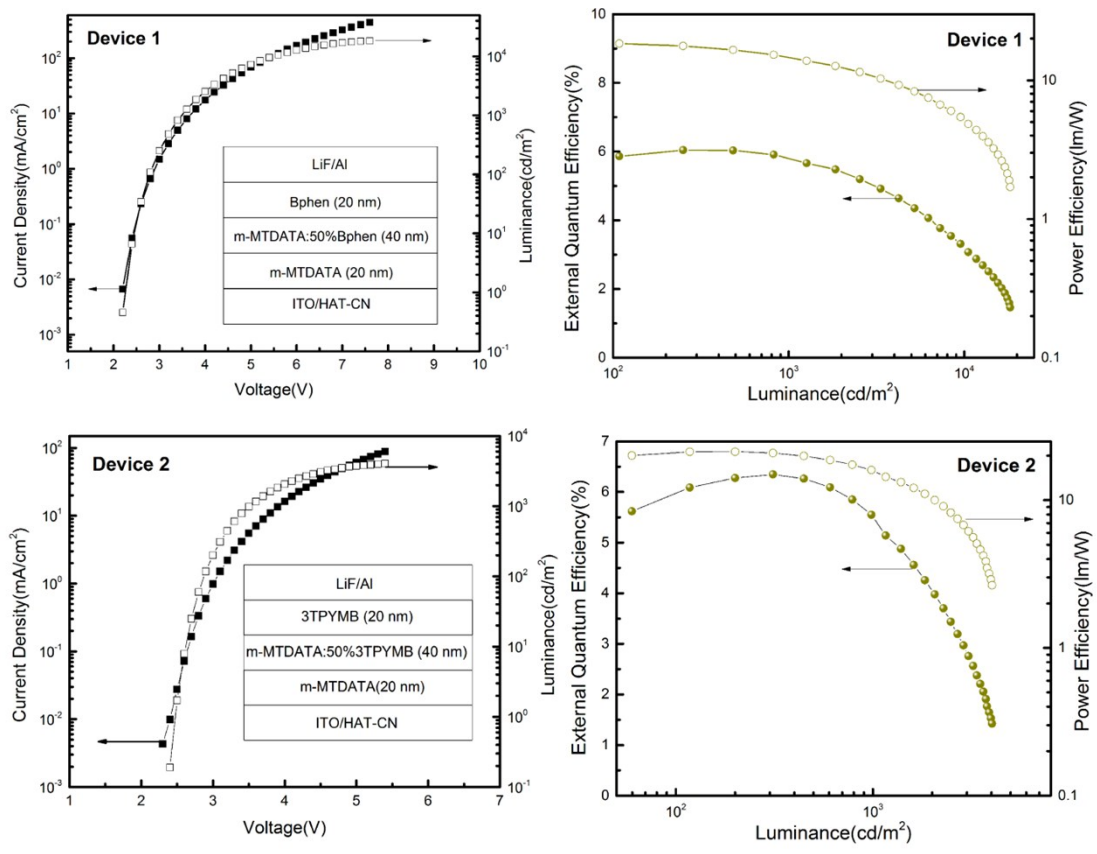 Device 1
Current Density(mA/cm²)
10²
10¹
10⁰
10⁻¹
10⁻²
10⁻³
LiF/Al
Bphen (20 nm)
m-MTDATA:50%Bphen (40 nm)
m-MTDATA (20 nm)
ITO/HAT-CN
10⁴
10³
10²
10¹
10⁰
10⁻¹
Luminance(cd/m²)
1 2 3 4 5 6 7 8 9 10
Voltage(V)
Device 1
External Quantum Efficiency(%)
10
9
8
7
6
5
4
3
2
1
0
10
1
0.1
Power Efficiency(lm/W)
10² 10³ 10⁴
Luminance(cd/m²)
Device 2
Current Density(mA/cm²)
10²
10¹
10⁰
10⁻¹
10⁻²
10⁻³
LiF/Al
3TPYMB (20 nm)
m-MTDATA:50%3TPYMB (40 nm)
m-MTDATA(20 nm)
ITO/HAT-CN
10⁴
10³
10²
10¹
10⁰
10⁻¹
Luminance(cd/m²)
1 2 3 4 5 6 7
Voltage(V)
Device 2
External Quantum Efficiency(%)
7
6
5
4
3
2
1
0
10
1
0.1
Power Efficiency(lm/W)
10² 10³
Luminance(cd/m²)